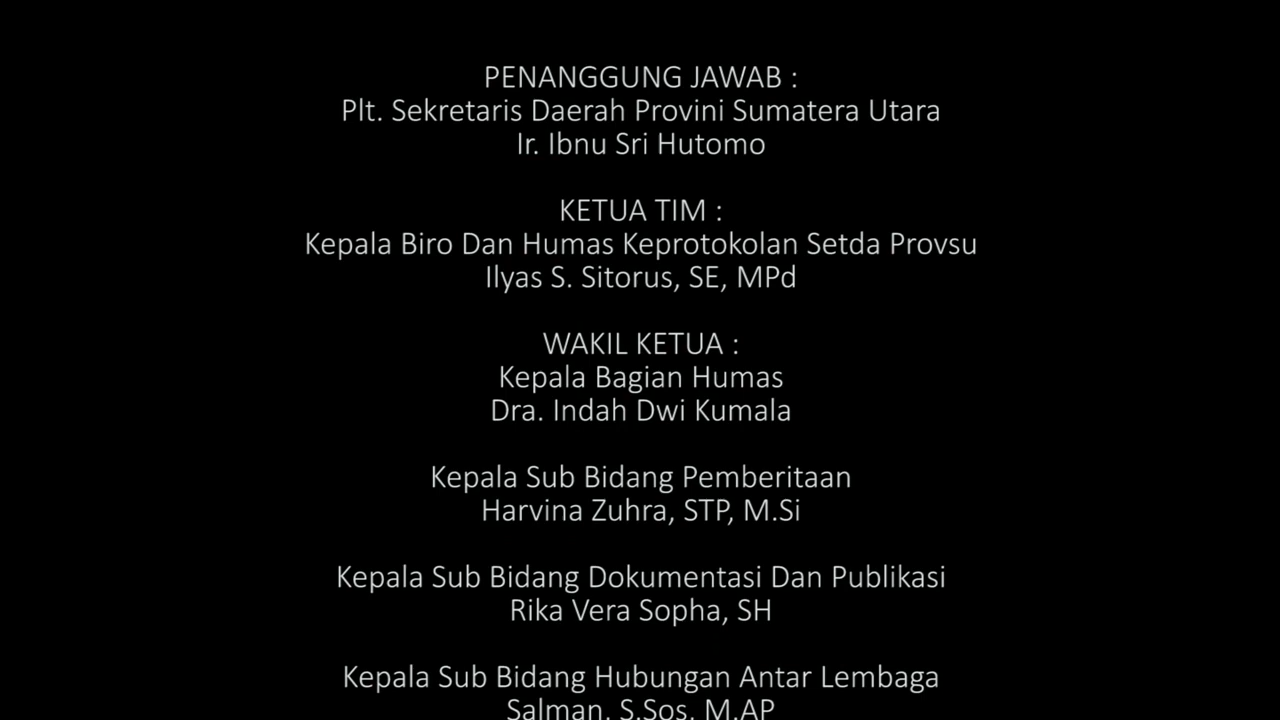 PENANGGUNG JAWAB :
Plt. Sekretaris Daerah Provini Sumatera Utara
Ir. Ibnu Sri Hutomo
KETUA TIM :
Kepala Biro Dan Humas Keprotokolan Setda Provsu
Ilyas S. Sitorus, SE, MPd
WAKIL KETUA :
Kepala Bagian Humas
Dra. Indah Dwi Kumala
Kepala Sub Bidang Pemberitaan
Harvina Zuhra, STP, M.Si
Kepala Sub Bidang Dokumentasi Dan Publikasi
Rika Vera Sopha, SH
Kepala Sub Bidang Hubungan Antar Lembaga
Salman, S.Sos, M.AP